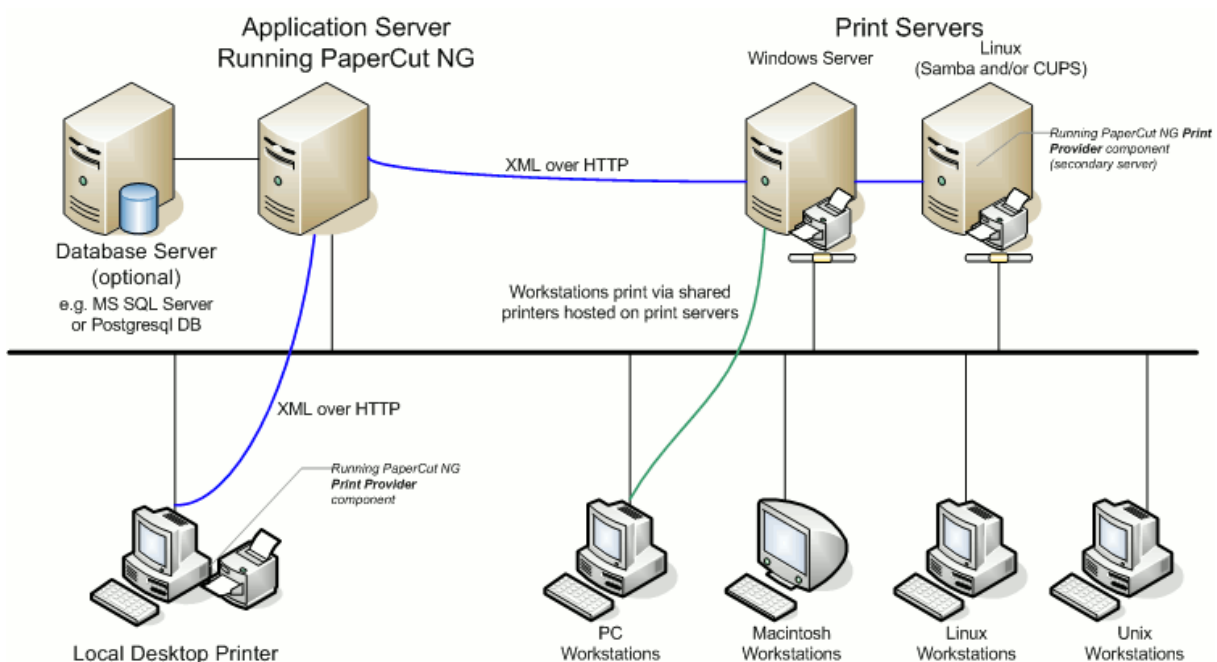 Application Server
Running PaperCut NG
Print Servers
Windows Server
Linux
(Samba and/or CUPS)
Running PaperCut NG Print
Provider component
(secondary server)
XML over HTTP
Database Server
(optional)
e.g. MS SQL Server
or Postgresql DB
Workstations print via shared
printers hosted on print servers
XML over HTTP
Running PaperCut NG
Print Provider
component
Local Desktop Printer
PC
Workstations
Macintosh
Workstations
Linux
Workstations
Unix
Workstations